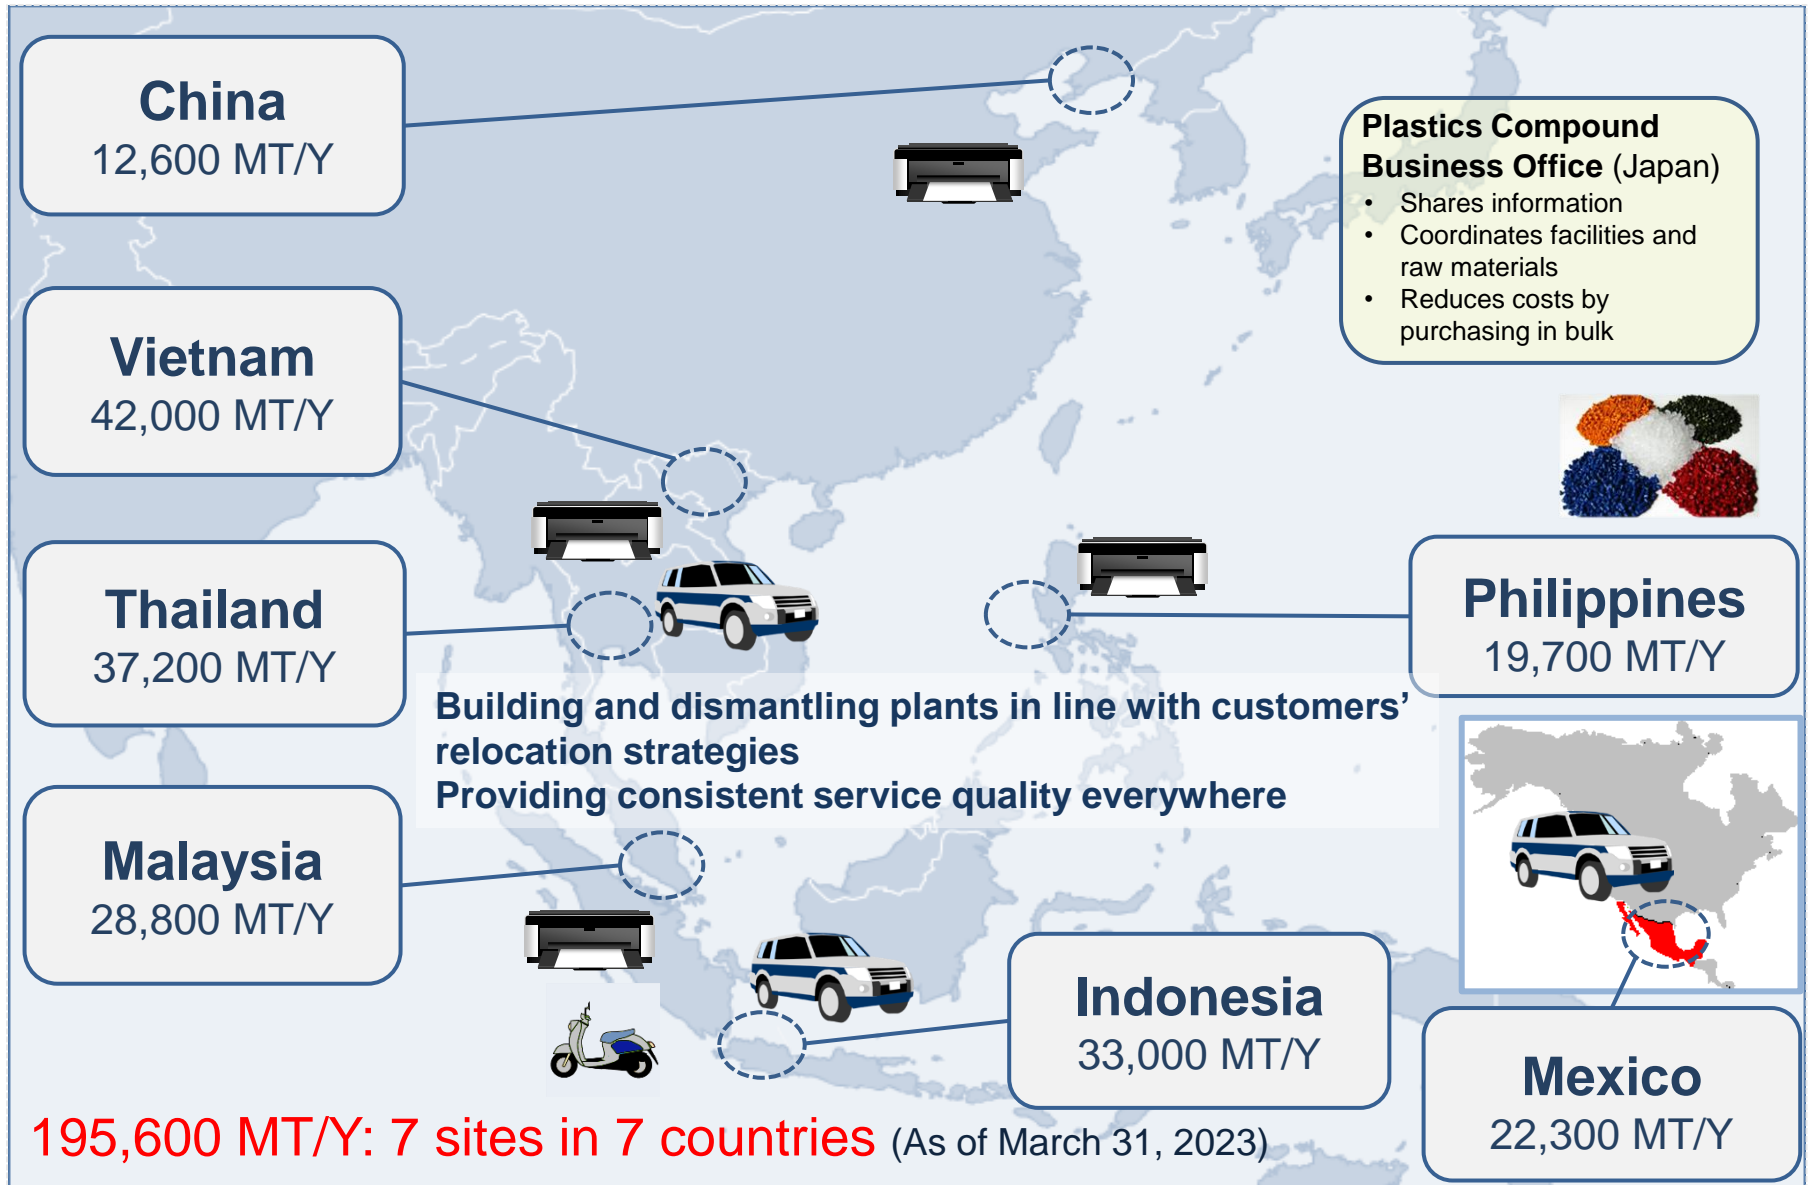 China
12,600 MT/Y
Plastics Compound
Business Office (Japan)
• Shares information
• Coordinates facilities and
raw materials
• Reduces costs by
purchasing in bulk
Vietnam
42,000 MT/Y
Thailand
37,200 MT/Y
Philippines
19,700 MT/Y
Building and dismantling plants in line with customers’
relocation strategies
Providing consistent service quality everywhere
Malaysia
28,800 MT/Y
Indonesia
33,000 MT/Y
Mexico
22,300 MT/Y
195,600 MT/Y: 7 sites in 7 countries (As of March 31, 2023)